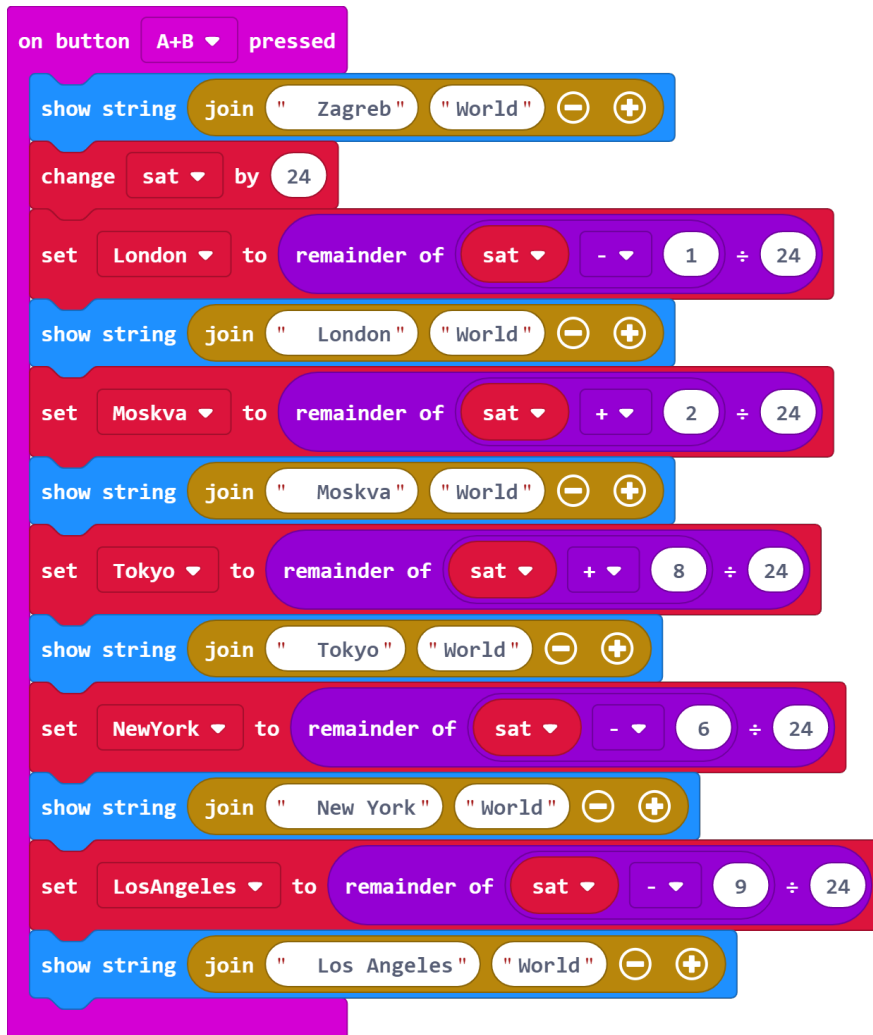 on button A+B pressed
show string join " Zagreb" "World"
change sat by 24
set London to remainder of sat - 1 ÷ 24
show string join " London" "World"
set Moskva to remainder of sat + 2 ÷ 24
show string join " Moskva" "World"
set Tokyo to remainder of sat + 8 ÷ 24
show string join " Tokyo" "World"
set NewYork to remainder of sat - 6 ÷ 24
show string join " New York" "World"
set LosAngeles to remainder of sat - 9 ÷ 24
show string join " Los Angeles" "World"